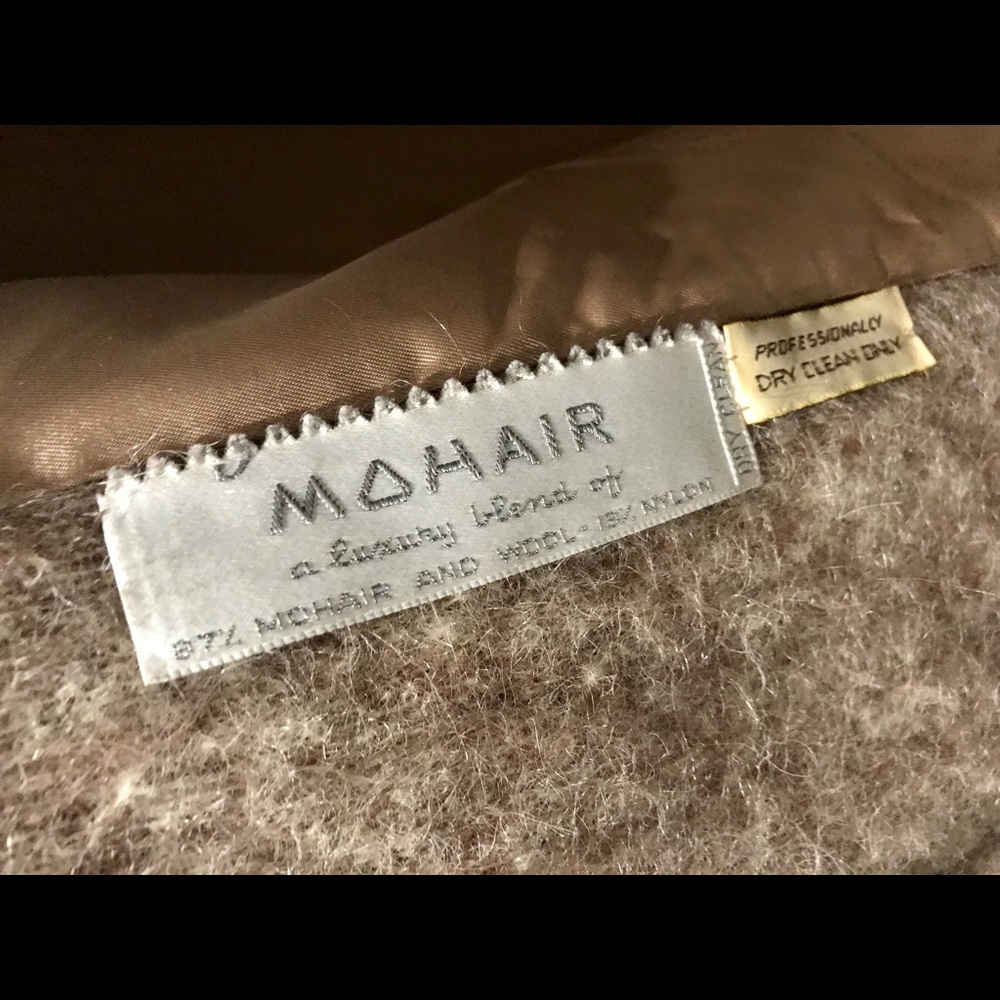 MOHAIR
a luxury blend of
87% MOHAIR AND WOOL - 13% NYLON
DRY CLEAN
PROFESSIONALLY
DRY CLEAN ONLY